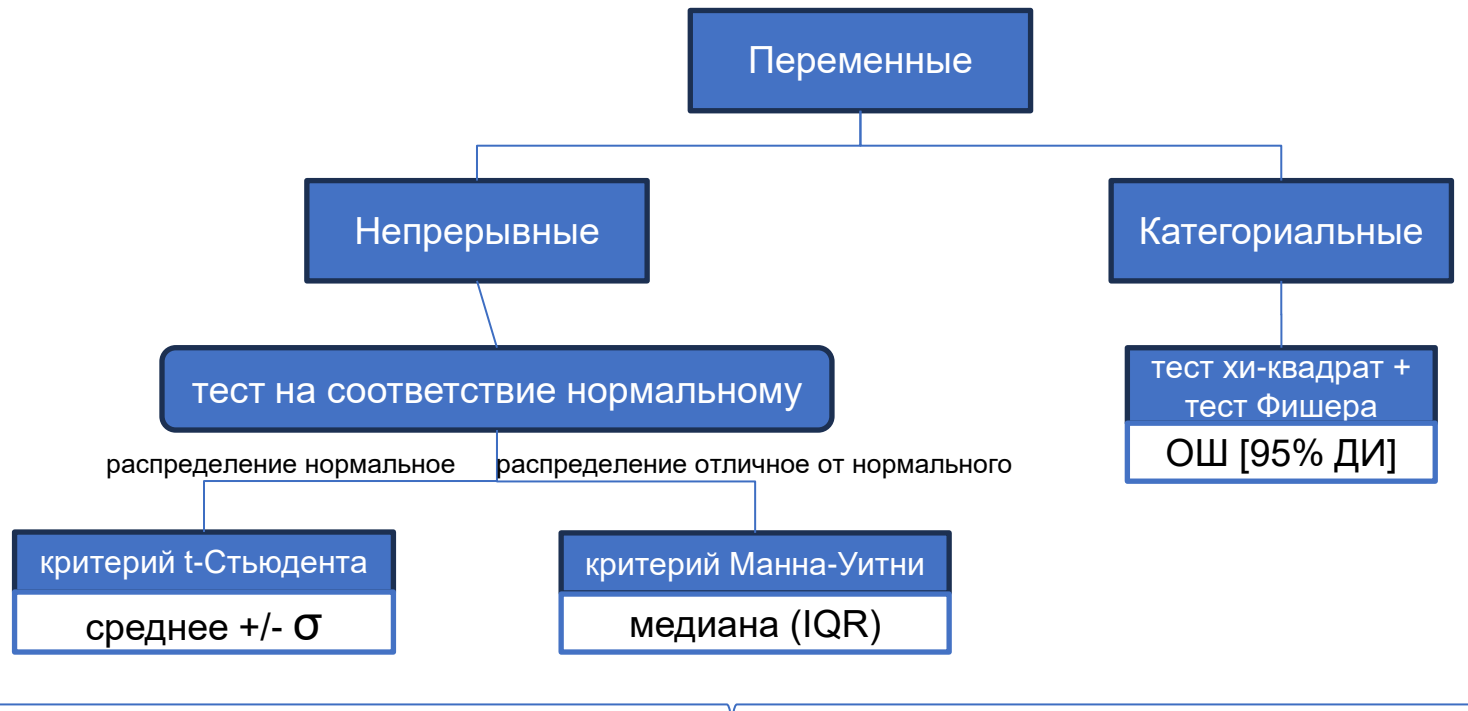 Переменные
Непрерывные
Категориальные
тест на соответствие нормальному
тест хи-квадрат +
тест Фишера
ОШ [95% ДИ]
распределение нормальное
распределение отличное от нормального
критерий t-Стьюдента
среднее +/- σ
критерий Манна-Уитни
медиана (IQR)